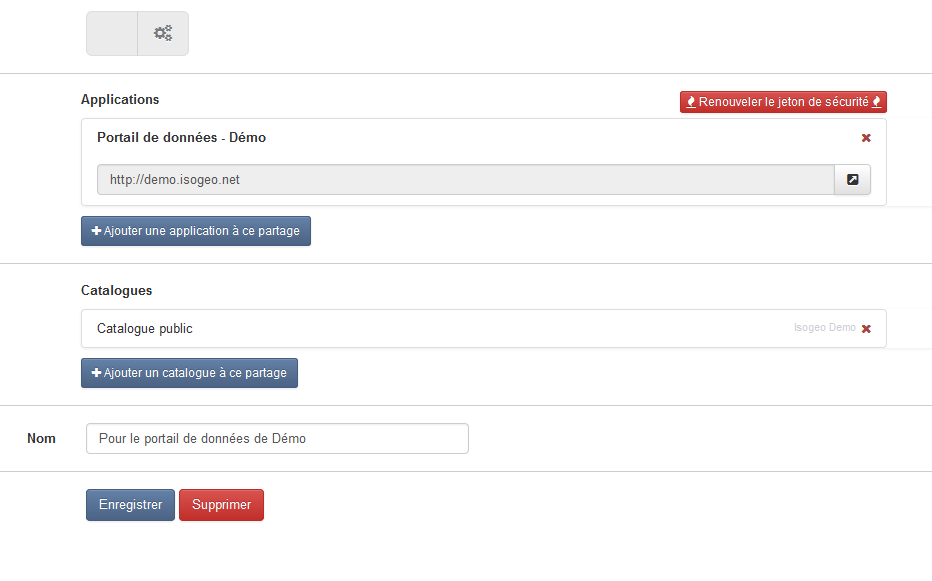 Applications
Renouveler le jeton de sécurité
Portail de données - Démo
http://demo.isogeo.net
Ajouter une application à ce partage
Catalogues
Catalogue public
Isogeo Demo
Ajouter un catalogue à ce partage
Nom
Pour le portail de données de Démo
Enregistrer
Supprimer